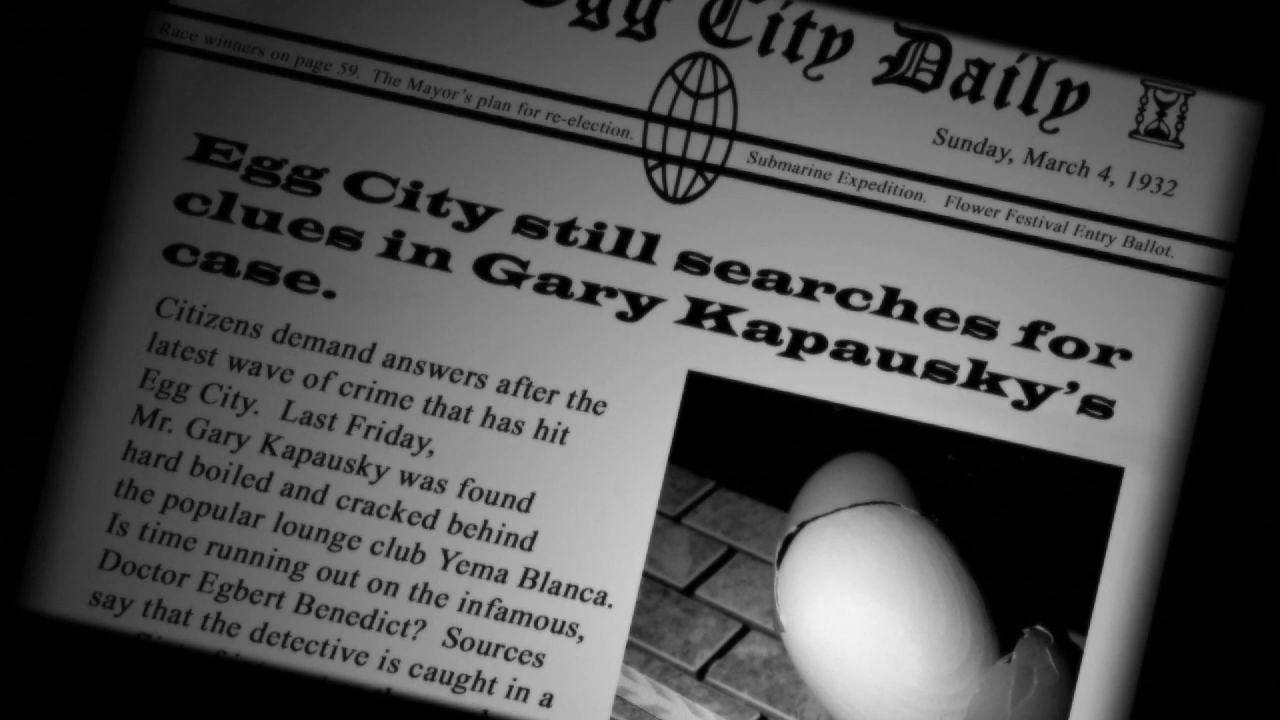 Egg City Daily
Sunday, March 4, 1932
Race winners on page 59. The Mayor's plan for re-election.
Submarine Expedition. Flower Festival Entry Ballot.
Egg City still searches for
clues in Gary Kapausky's
case.
Citizens demand answers after the
latest wave of crime that has hit
Egg City. Last Friday,
Mr. Gary Kapausky was found
hard boiled and cracked behind
the popular lounge club Yema Blanca.
Is time running out on the infamous,
Doctor Egbert Benedict? Sources
say that the detective is caught in a